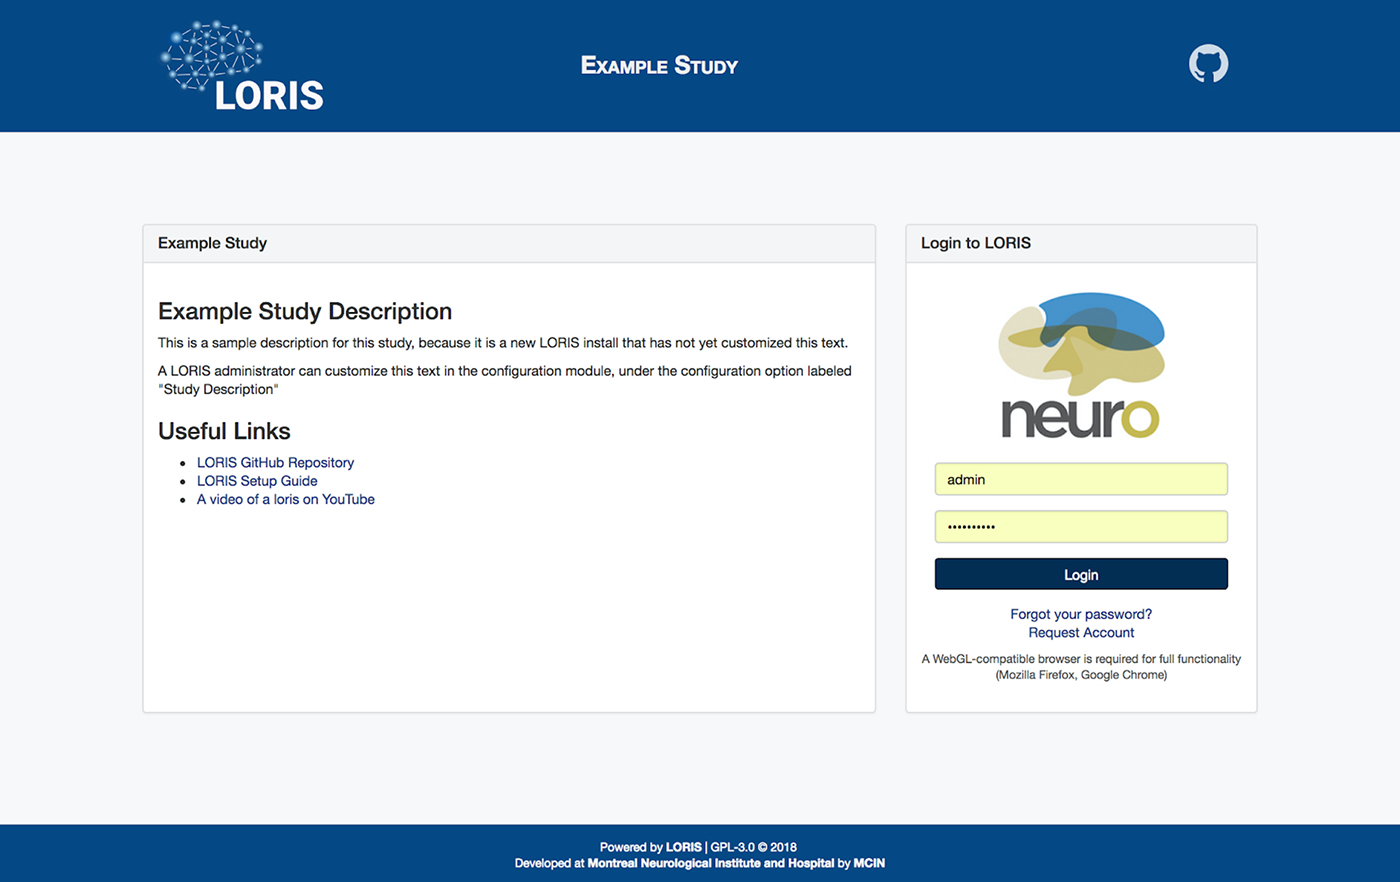 LORIS
EXAMPLE STUDY
Example Study
Example Study Description
This is a sample description for this study, because it is a new LORIS install that has not yet customized this text.
A LORIS administrator can customize this text in the configuration module, under the configuration option labeled
"Study Description"
Useful Links
• LORIS GitHub Repository
• LORIS Setup Guide
• A video of a loris on YouTube
Login to LORIS
neuro
admin
••••••••••
Login
Forgot your password?
Request Account
A WebGL-compatible browser is required for full functionality
(Mozilla Firefox, Google Chrome)
Powered by LORIS | GPL-3.0 © 2018
Developed at Montreal Neurological Institute and Hospital by MCIN